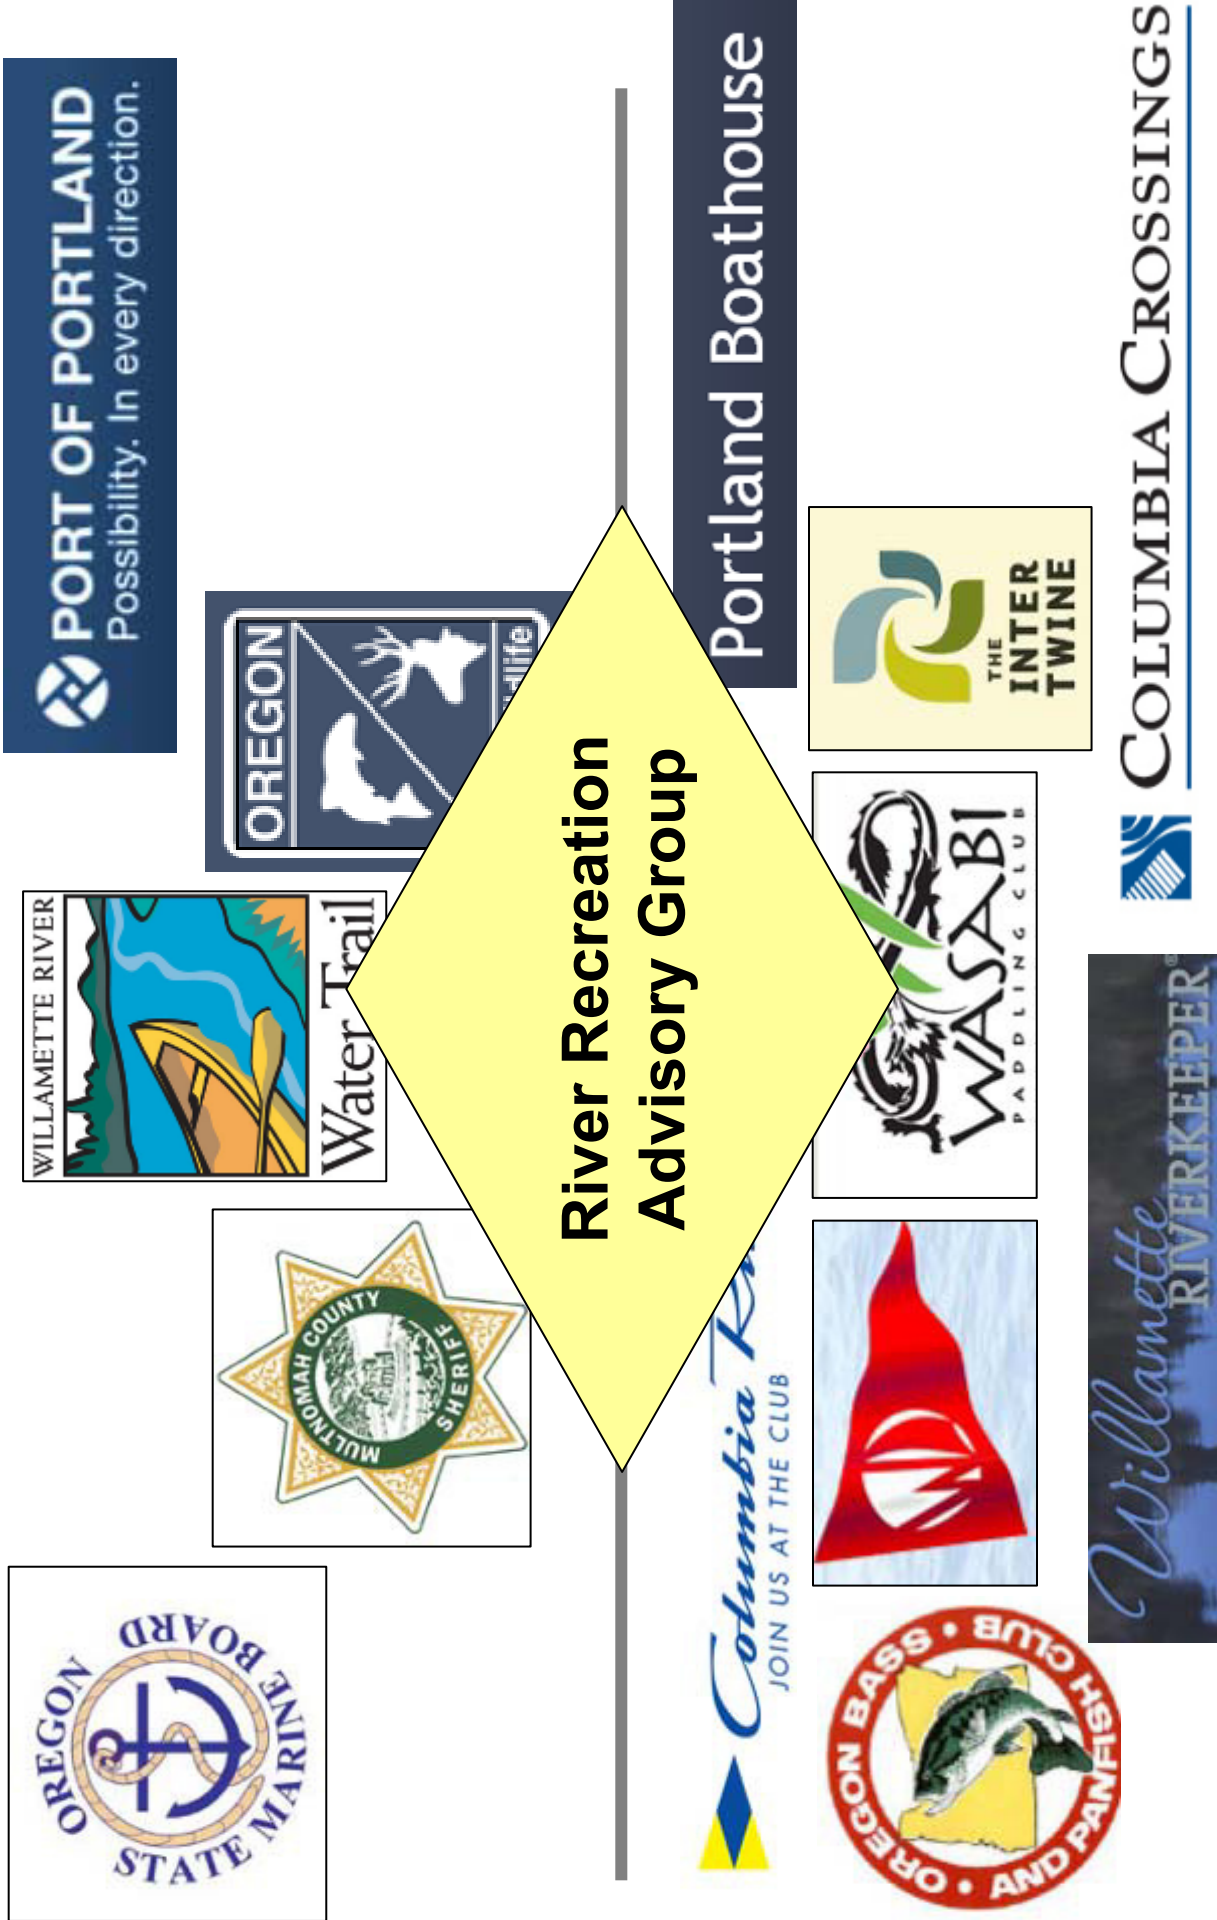 OREGON
STATE MARINE BOARD
MULTNOMAH COUNTY
SHERIFF
WILLAMETTE RIVER
Water Trail
OREGON
PORT OF PORTLAND
Possibility. In every direction.
River Recreation
Advisory Group
Columbia
JOIN US AT THE CLUB
Portland Boathouse
OREGON BASS • AND PANFISH CLUB •
WASABI
PADDLING CLUB
THE
INTER
TWINE
Willamette
RIVERKEEPER®
COLUMBIA CROSSINGS